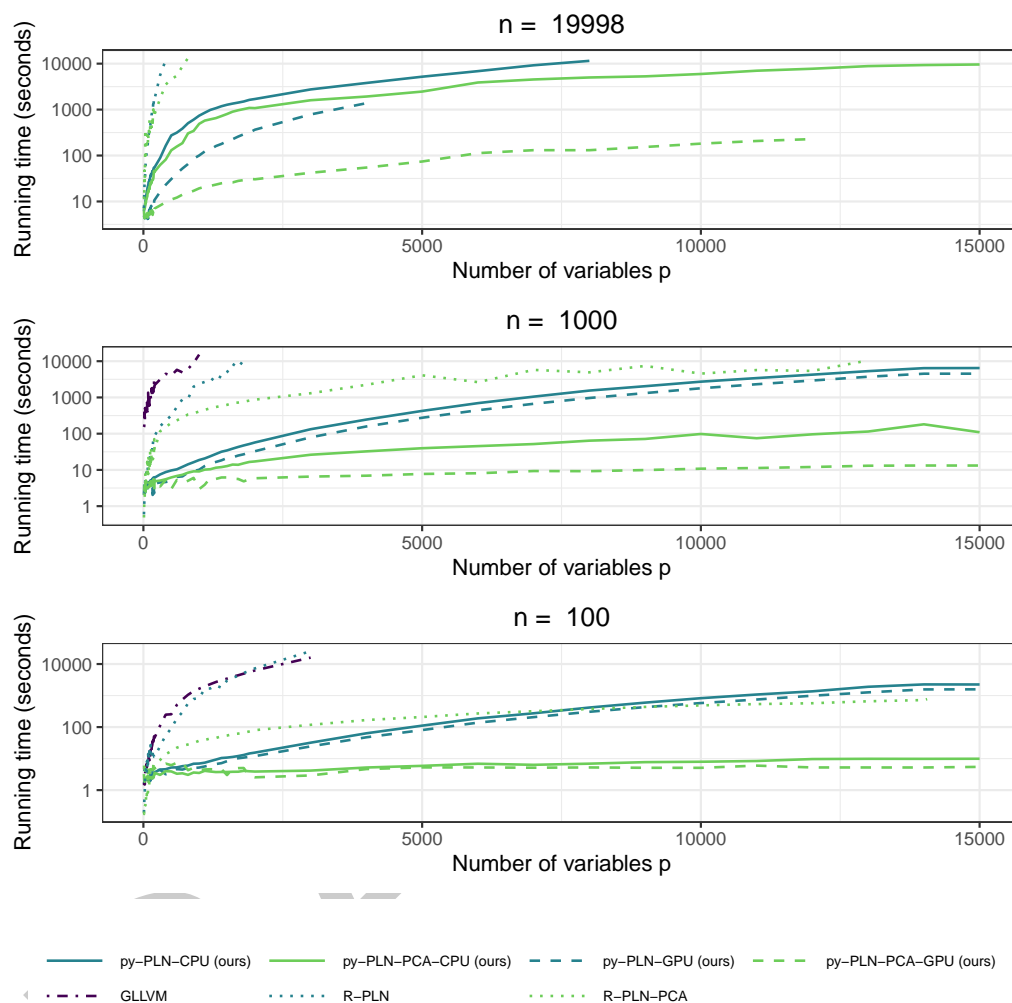 n = 19998
Running time (seconds)
10000
1000
100
10
0
5000
10000
15000
Number of variables p
n = 1000
Running time (seconds)
10000
1000
100
10
1
0
5000
10000
15000
Number of variables p
n = 100
Running time (seconds)
10000
100
1
0
5000
10000
15000
Number of variables p
py−PLN−CPU (ours)
py−PLN−PCA−CPU (ours)
py−PLN−GPU (ours)
py−PLN−PCA−GPU (ours)
GLLVM
R−PLN
R−PLN−PCA